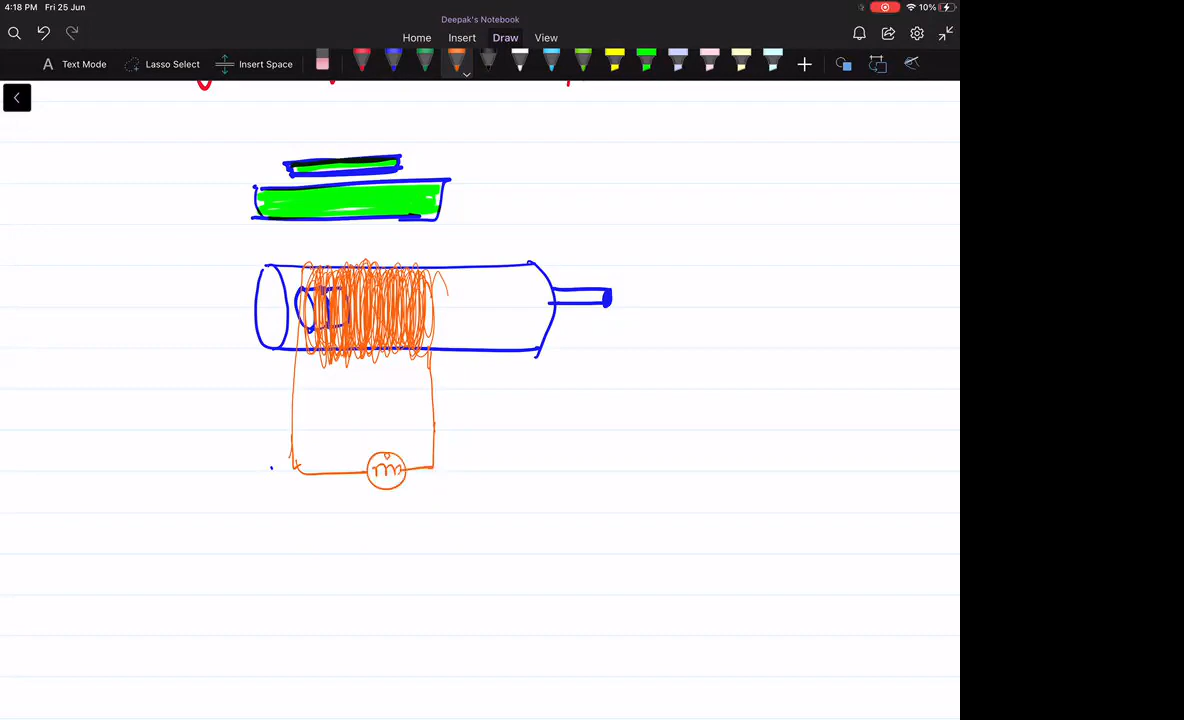 4:18 PM Fri 25 Jun
10%
Deepak's Notebook
Home Insert Draw View
Text Mode Lasso Select Insert Space
m